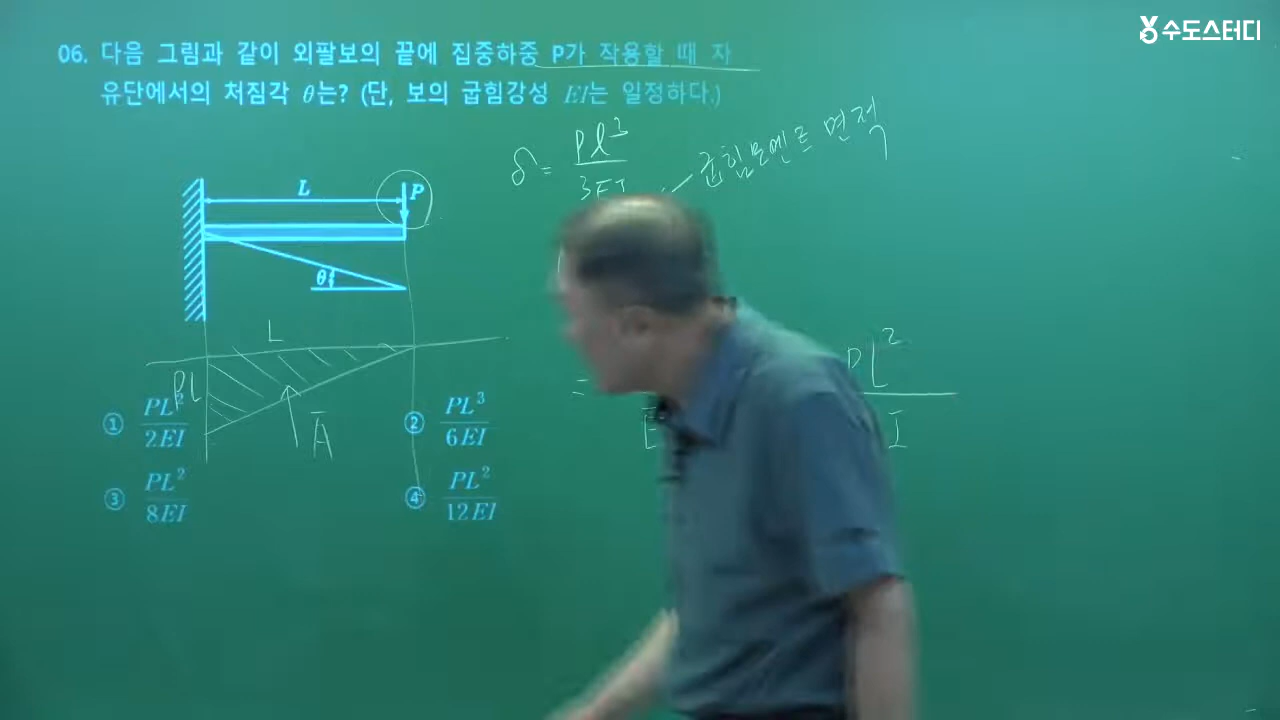 수도스터디
06. 다음 그림과 같이 외팔보의 끝에 집중하중 P가 작용할 때 자
유단에서의 처짐각 θ는? (단, 보의 굽힘강성 EI는 일정하다.)
δ = Pl³ / 3EI
굽힘모멘트 면적
L
P
θ
L
PL
Ā
=
PL²
E
I
① PL² / 2EI
② PL³ / 6EI
③ PL² / 8EI
④ PL² / 12EI